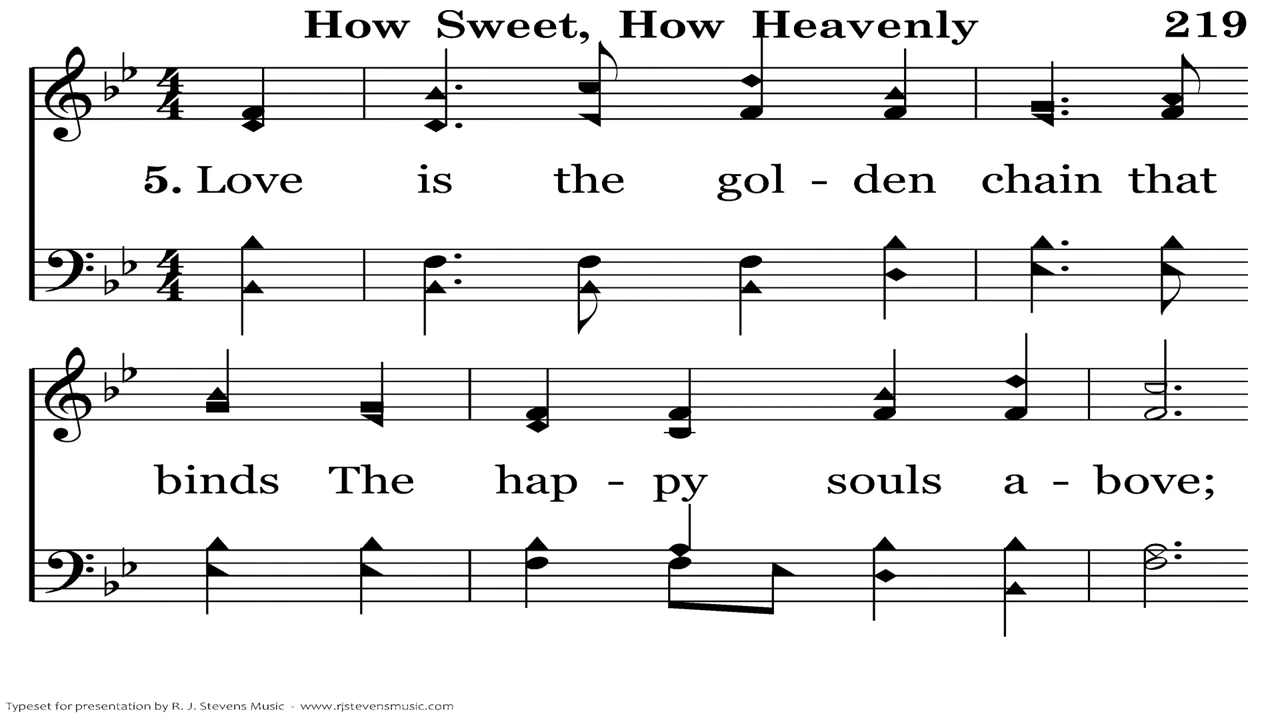 How Sweet, How Heavenly 219
5. Love is the gol - den chain that
binds The hap - py souls a - bove;
Typeset for presentation by R. J. Stevens Music - www.rjstevensmusic.com